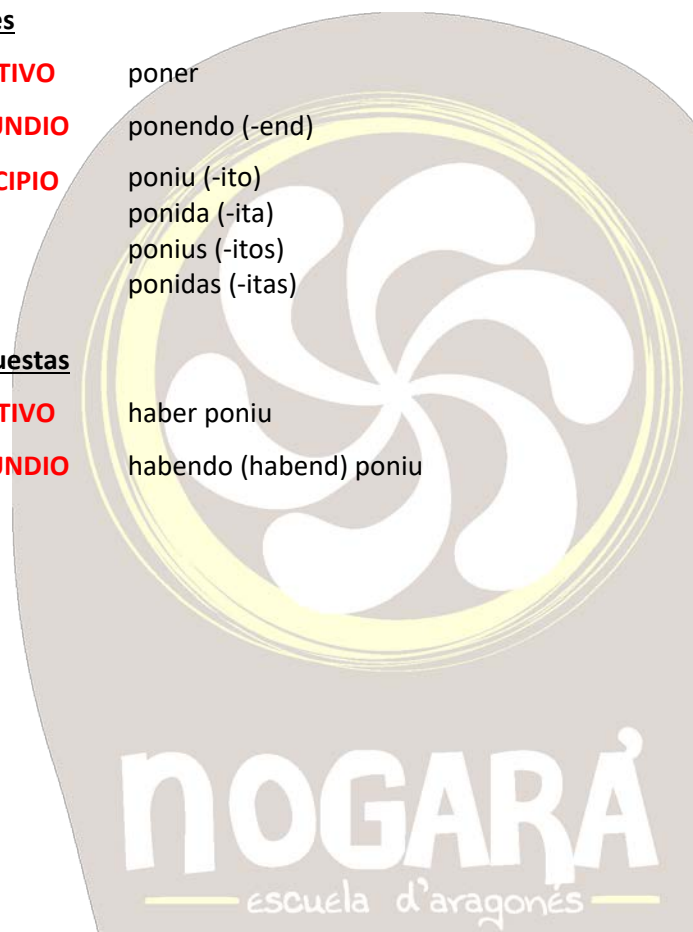 es
TIVO poner
UNDIO ponendo (-end)
CIPIO poniu (-ito)
ponida (-ita)
ponius (-itos)
ponidas (-itas)
uestas
TIVO haber poniu
UNDIO habendo (habend) poniu
NOGARÁ
escuela d'aragonés